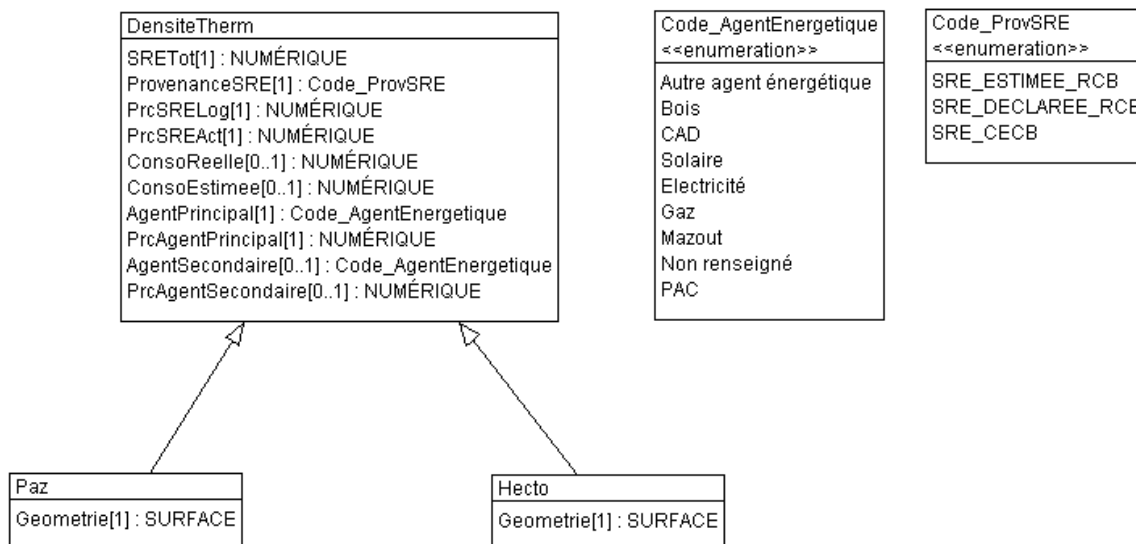 DensiteTherm
SRETot[1] : NUMÉRIQUE
ProvenanceSRE[1] : Code_ProvSRE
PrcSRELog[1] : NUMÉRIQUE
PrcSREAct[1] : NUMÉRIQUE
ConsoReelle[0..1] : NUMÉRIQUE
ConsoEstimee[0..1] : NUMÉRIQUE
AgentPrincipal[1] : Code_AgentEnergetique
PrcAgentPrincipal[1] : NUMÉRIQUE
AgentSecondaire[0..1] : Code_AgentEnergetique
PrcAgentSecondaire[0..1] : NUMÉRIQUE
Code_AgentEnergetique
<<enumeration>>
Autre agent énergétique
Bois
CAD
Solaire
Electricité
Gaz
Mazout
Non renseigné
PAC
Code_ProvSRE
<<enumeration>>
SRE_ESTIMEE_RCB
SRE_DECLAREE_RCB
SRE_CECB
Paz
Geometrie[1] : SURFACE
Hecto
Geometrie[1] : SURFACE